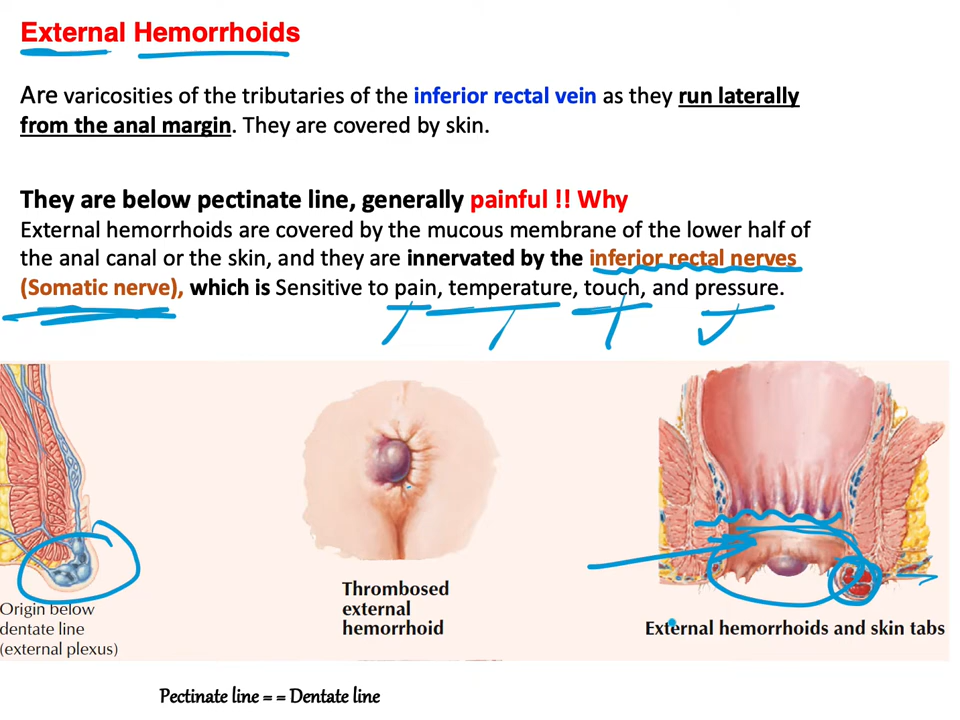 External Hemorrhoids
Are varicosities of the tributaries of the inferior rectal vein as they run laterally
from the anal margin. They are covered by skin.
They are below pectinate line, generally painful !! Why
External hemorrhoids are covered by the mucous membrane of the lower half of
the anal canal or the skin, and they are innervated by the inferior rectal nerves
(Somatic nerve), which is Sensitive to pain, temperature, touch, and pressure.
Origin below
dentate line
(external plexus)
Thrombosed
external
hemorrhoid
External hemorrhoids and skin tabs
Pectinate line = = Dentate line